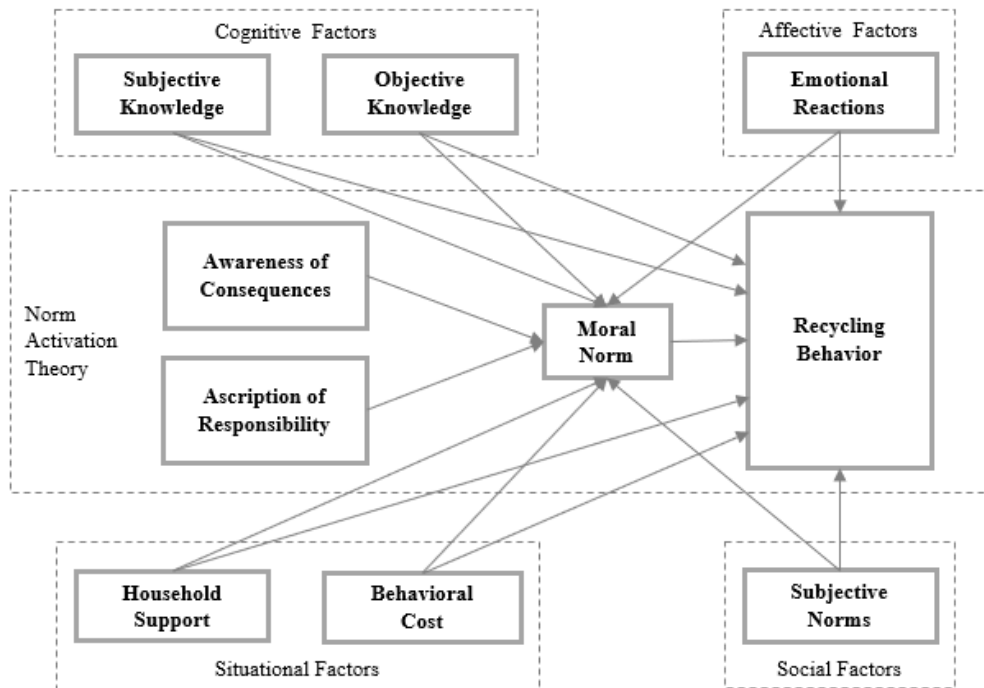 Cognitive Factors
Subjective
Knowledge
Objective
Knowledge
Affective Factors
Emotional
Reactions
Norm
Activation
Theory
Awareness of
Consequences
Ascription of
Responsibility
Moral
Norm
Recycling
Behavior
Household
Support
Behavioral
Cost
Situational Factors
Subjective
Norms
Social Factors